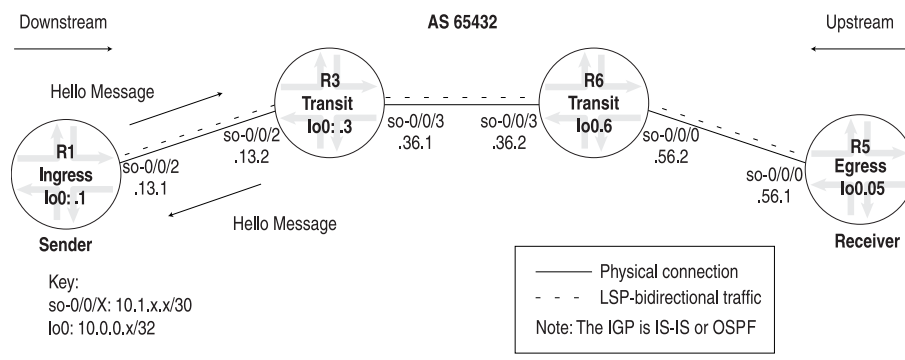 Downstream
AS 65432
Upstream
Hello Message
R3
Transit
lo0: .3
R6
Transit
lo0.6
so-0/0/2
.13.2
so-0/0/3
.36.1
so-0/0/3
.36.2
so-0/0/0
.56.2
R1
Ingress
lo0: .1
so-0/0/2
.13.1
so-0/0/0
.56.1
R5
Egress
lo0.05
Hello Message
Sender
Receiver
Key:
so-0/0/X: 10.1.x.x/30
lo0: 10.0.0.x/32
Physical connection
LSP-bidirectional traffic
Note: The IGP is IS-IS or OSPF